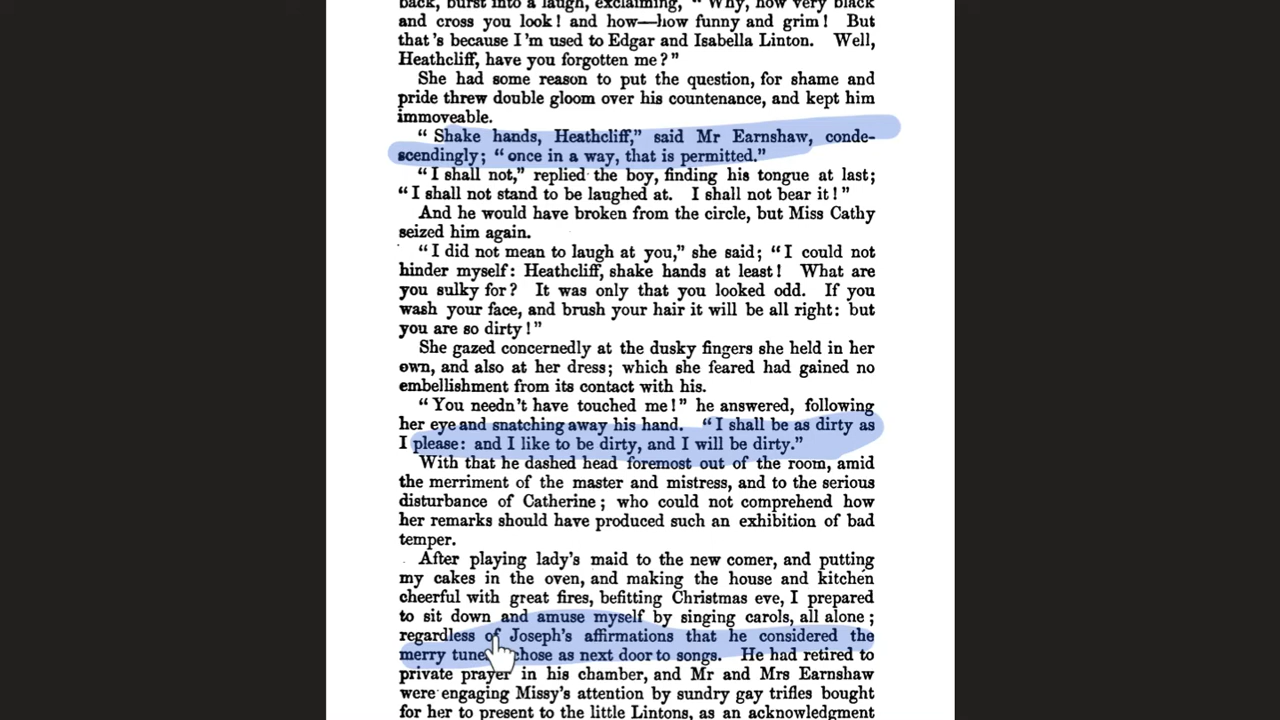 back, burst into a laugh, exclaiming, “Why, how very black
and cross you look! and how—how funny and grim! But
that's because I'm used to Edgar and Isabella Linton. Well,
Heathcliff, have you forgotten me?”
She had some reason to put the question, for shame and
pride threw double gloom over his countenance, and kept him
immoveable.
“Shake hands, Heathcliff,” said Mr Earnshaw, conde-
scendingly; “once in a way, that is permitted.”
“I shall not,” replied the boy, finding his tongue at last;
“I shall not stand to be laughed at. I shall not bear it!”
And he would have broken from the circle, but Miss Cathy
seized him again.
“I did not mean to laugh at you,” she said; “I could not
hinder myself: Heathcliff, shake hands at least! What are
you sulky for? It was only that you looked odd. If you
wash your face, and brush your hair it will be all right: but
you are so dirty!”
She gazed concernedly at the dusky fingers she held in her
own, and also at her dress; which she feared had gained no
embellishment from its contact with his.
“You needn't have touched me!” he answered, following
her eye and snatching away his hand. “I shall be as dirty as
I please: and I like to be dirty, and I will be dirty.”
With that he dashed head foremost out of the room, amid
the merriment of the master and mistress, and to the serious
disturbance of Catherine; who could not comprehend how
her remarks should have produced such an exhibition of bad
temper.
After playing lady's maid to the new comer, and putting
my cakes in the oven, and making the house and kitchen
cheerful with great fires, befitting Christmas eve, I prepared
to sit down and amuse myself by singing carols, all alone;
regardless of Joseph's affirmations that he considered the
merry tunes chose as next door to songs. He had retired to
private prayer in his chamber, and Mr and Mrs Earnshaw
were engaging Missy's attention by sundry gay trifles bought
for her to present to the little Lintons, as an acknowledgment